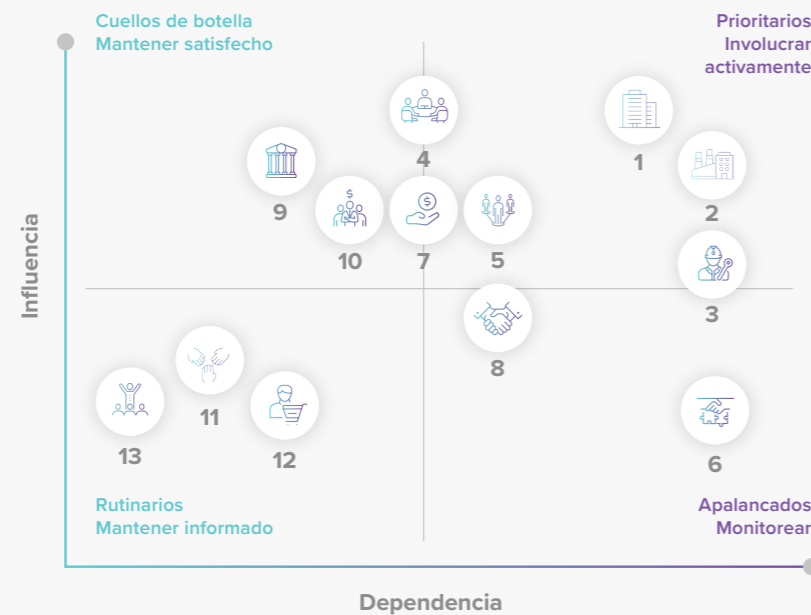 Cuellos de botella
Mantener satisfecho
Prioritarios
Involucrar
activamente
Influencia
4
1
9
2
10
7
5
3
8
13
11
12
6
Rutinarios
Mantener informado
Apalancados
Monitorear
Dependencia